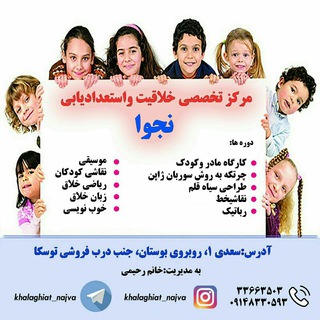 مرکز تخصصی خلاقیت واستعدادیابی
نجوا
دوره ها:
کارگاه مادر وکودک
چرتکه به روش سوربان ژاپن
طراحی سیاه قلم
نقاشیخط
رباتیک
موسیقی
نقاشی کودکان
ریاضی خلاق
زبان خلاق
خوب نویسی
آدرس:سعدی ۱، روبروی بوستان، جنب درب فروشی توسکا
به مدیریت:خانم رحیمی
khalaghiat_najva
khalaghiat_najva
۳۳۶۶۳۵۰۳
۰۹۱۴۸۳۳۰۵۹۳